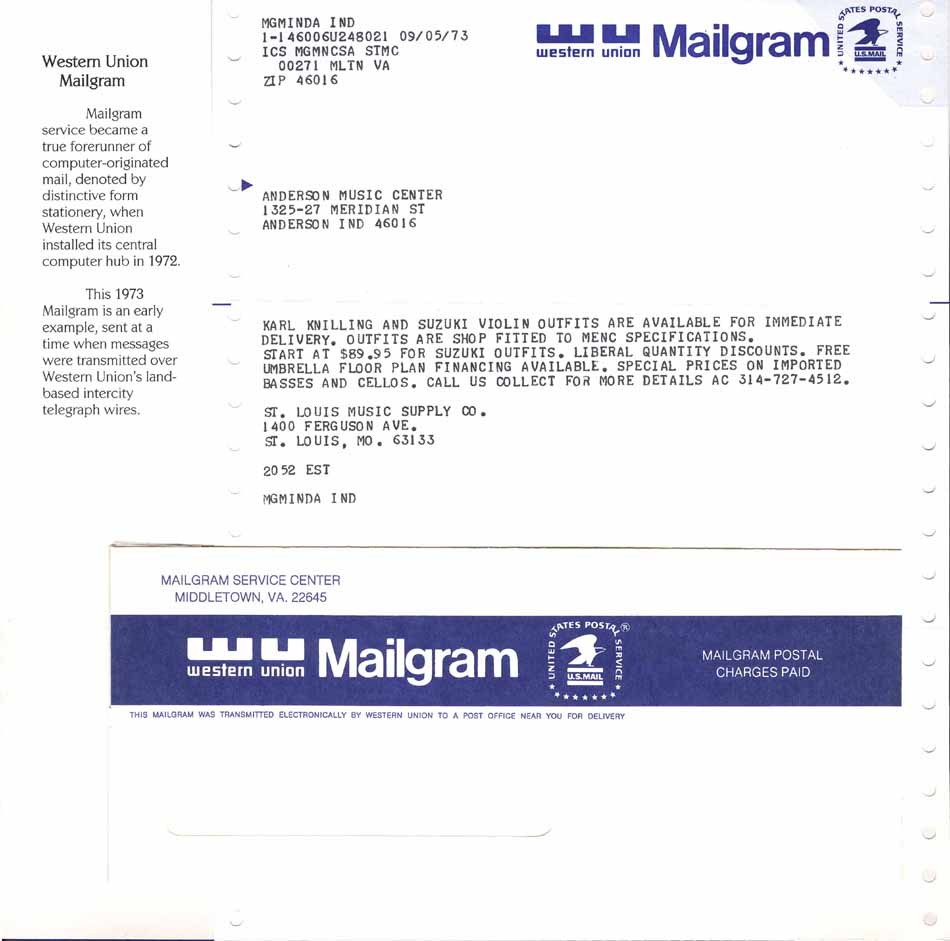 Western Union
Mailgram
Mailgram
service became a
true forerunner of
computer-originated
mail, denoted by
distinctive form
stationery, when
Western Union
installed its central
computer hub in 1972.
This 1973
Mailgram is an early
example, sent at a
time when messages
were transmitted over
Western Union's land-
based intercity
telegraph wires.
MGMINDA IND
1-146006U248021 09/05/73
ICS MGMNCSA STMC
00271 MLTN VA
ZIP 46016
western union Mailgram
UNITED STATES POSTAL SERVICE
U.S.MAIL
ANDERSON MUSIC CENTER
1325-27 MERIDIAN ST
ANDERSON IND 46016
KARL KNILLING AND SUZUKI VIOLIN OUTFITS ARE AVAILABLE FOR IMMEDIATE
DELIVERY. OUTFITS ARE SHOP FITTED TO MENC SPECIFICATIONS.
START AT $89.95 FOR SUZUKI OUTFITS. LIBERAL QUANTITY DISCOUNTS. FREE
UMBRELLA FLOOR PLAN FINANCING AVAILABLE. SPECIAL PRICES ON IMPORTED
BASSES AND CELLOS. CALL US COLLECT FOR MORE DETAILS AC 314-727-4512.
ST. LOUIS MUSIC SUPPLY CO.
1400 FERGUSON AVE.
ST. LOUIS, MO. 63133
2052 EST
MGMINDA IND
MAILGRAM SERVICE CENTER
MIDDLETOWN, VA. 22645
western union Mailgram
UNITED STATES POSTAL SERVICE ®
U.S.MAIL
MAILGRAM POSTAL
CHARGES PAID
THIS MAILGRAM WAS TRANSMITTED ELECTRONICALLY BY WESTERN UNION TO A POST OFFICE NEAR YOU FOR DELIVERY